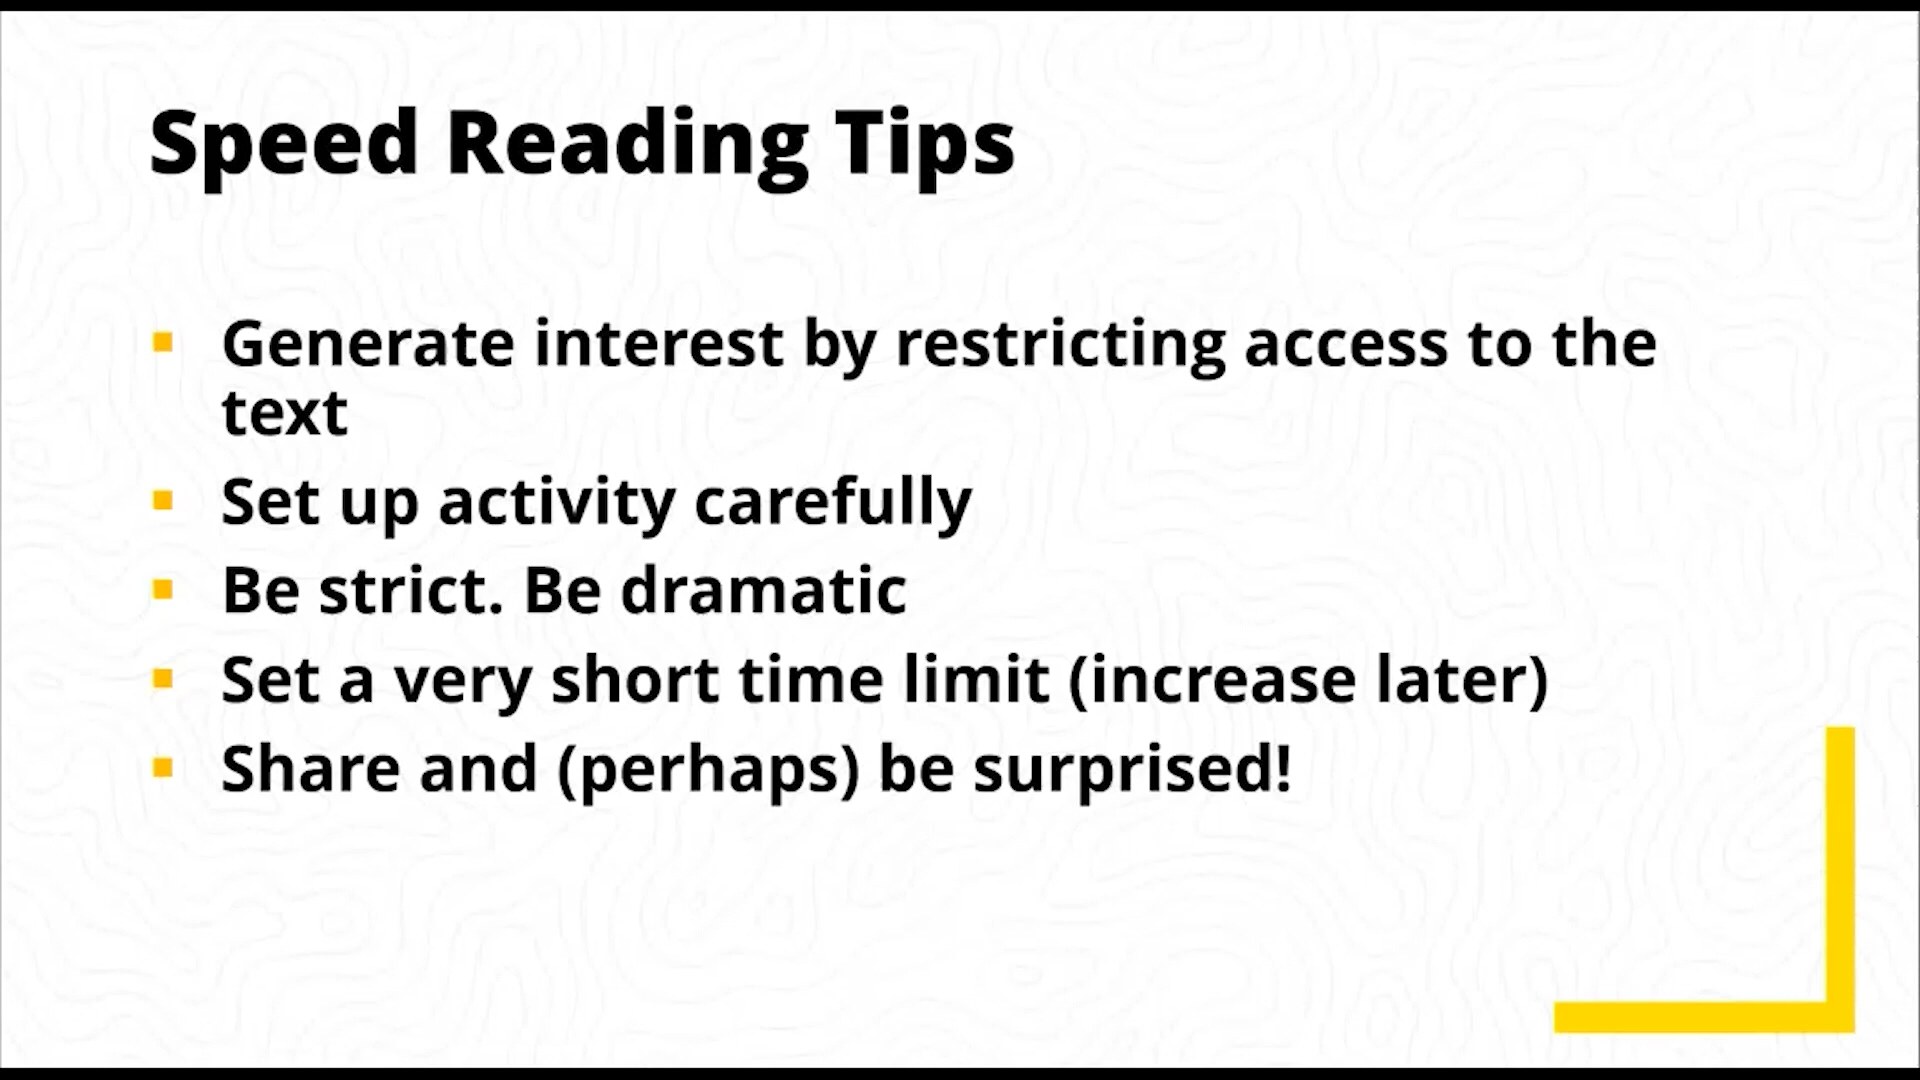 Speed Reading Tips
Generate interest by restricting access to the
text
Set up activity carefully
Be strict. Be dramatic
Set a very short time limit (increase later)
Share and (perhaps) be surprised!